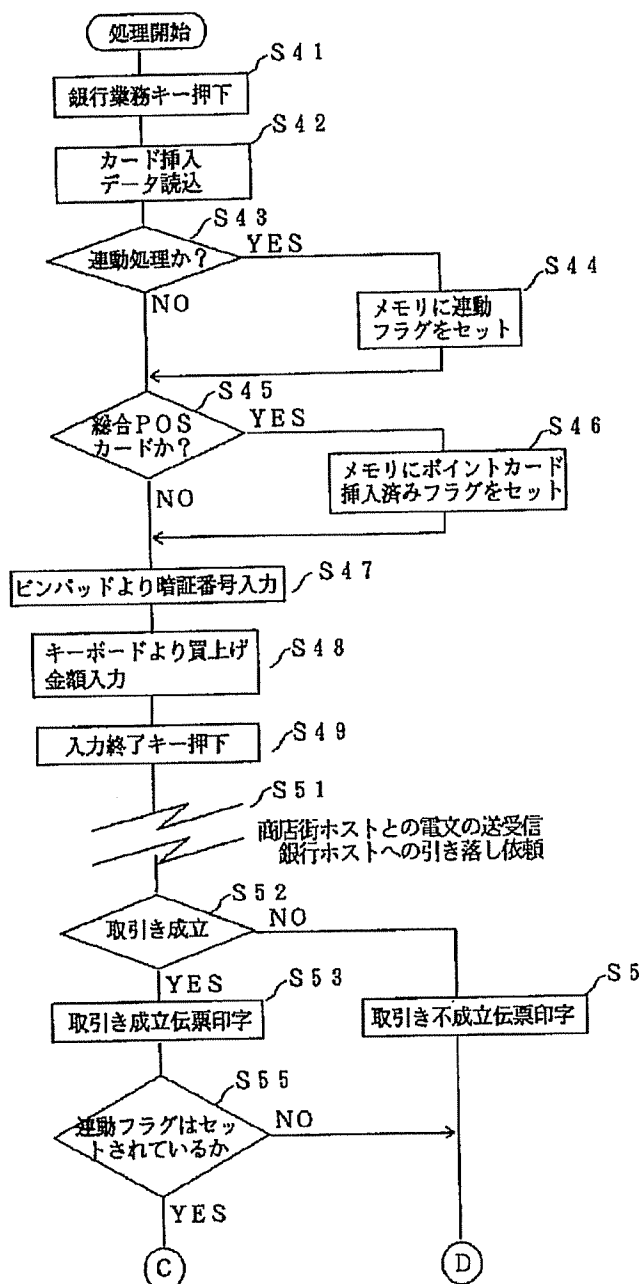 処理開始
S41
銀行業務キー押下
S42
カード挿入
データ読込
S43
連動処理か？
YES
NO
S44
メモリに連動
フラグをセット
S45
総合POS
カードか？
YES
NO
S46
メモリにポイントカード
挿入済みフラグをセット
ピンパッドより暗証番号入力
S47
キーボードより買上げ
金額入力
S48
入力終了キー押下
S49
S51
商店街ホストとの電文の送受信
銀行ホストへの引き落し依頼
S52
取引き成立
NO
YES
S53
取引き成立伝票印字
S5
取引き不成立伝票印字
S55
連動フラグはセッ
トされているか
NO
YES
C
D